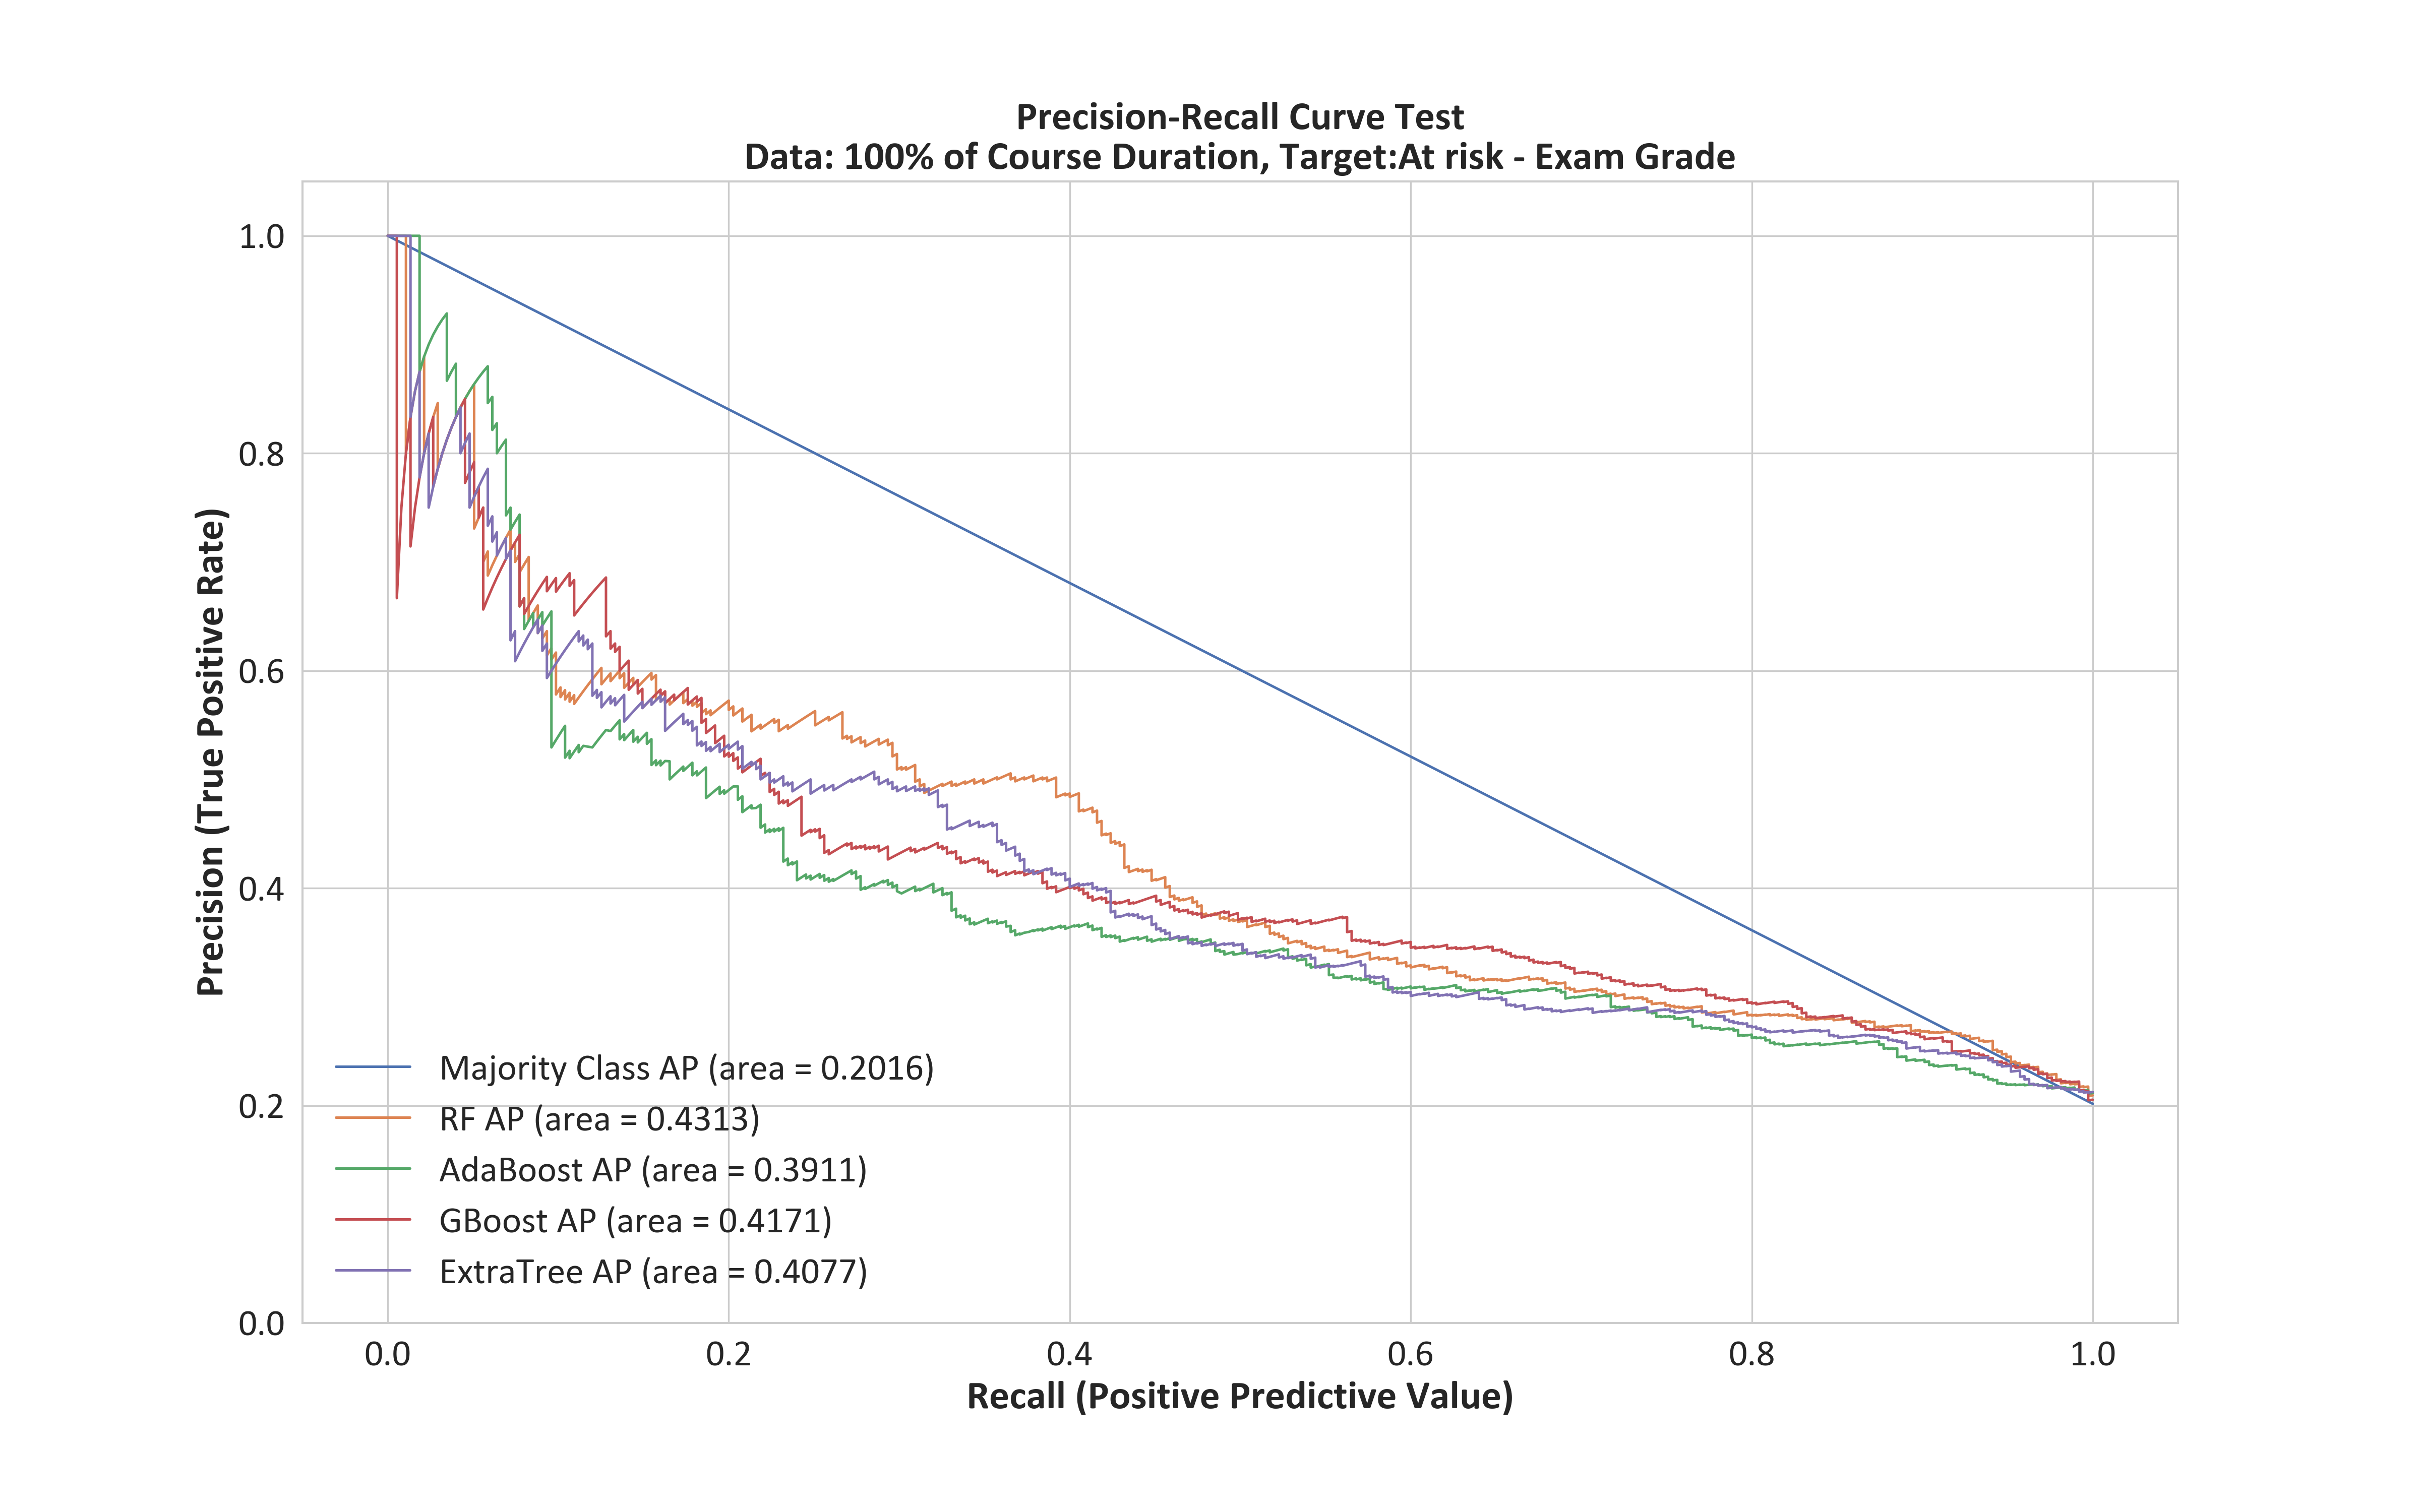 Precision-Recall Curve Test
Data: 100% of Course Duration, Target:At risk - Exam Grade
1.0
0.8
0.6
0.4
0.2
0.0
Precision (True Positive Rate)
Majority Class AP (area = 0.2016)
RF AP (area = 0.4313)
AdaBoost AP (area = 0.3911)
GBoost AP (area = 0.4171)
ExtraTree AP (area = 0.4077)
0.0 0.2 0.4 0.6 0.8 1.0
Recall (Positive Predictive Value)